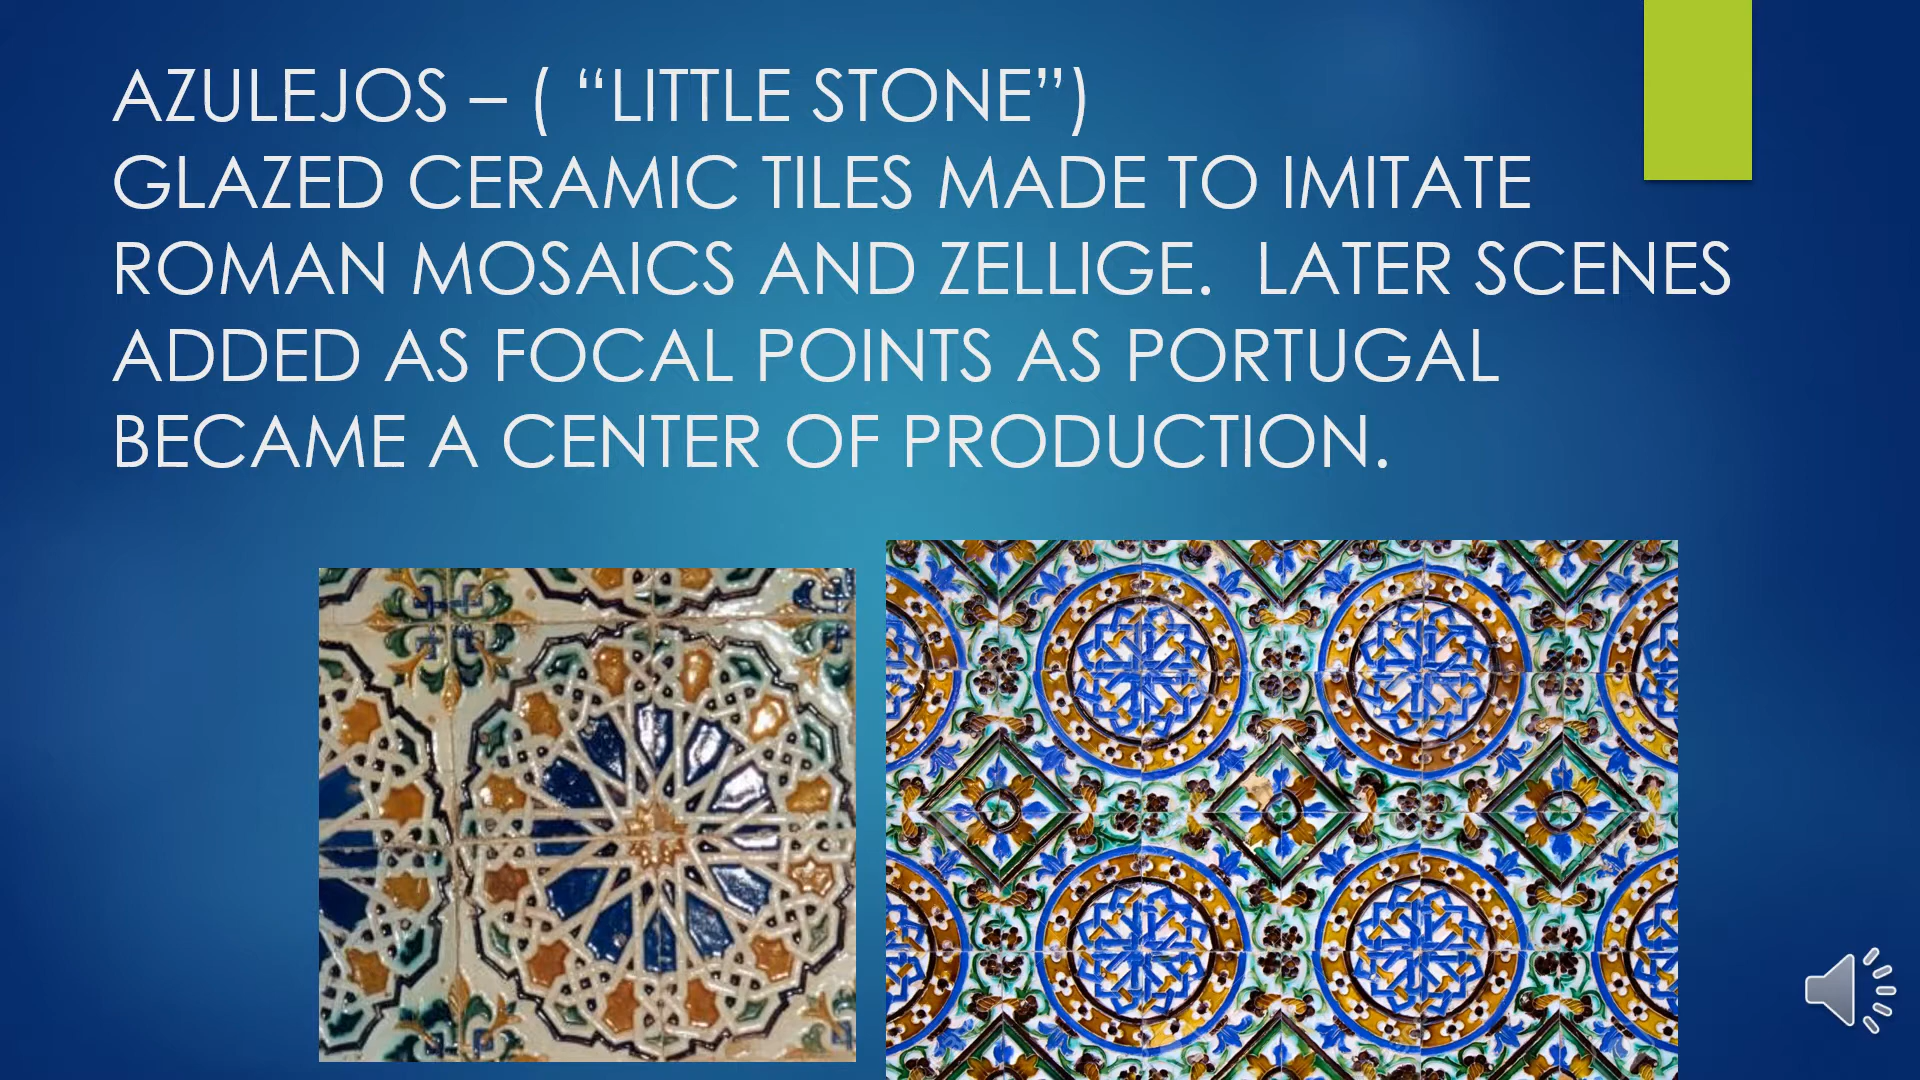 AZULEJOS – ( “LITTLE STONE”)
GLAZED CERAMIC TILES MADE TO IMITATE
ROMAN MOSAICS AND ZELLIGE.  LATER SCENES
ADDED AS FOCAL POINTS AS PORTUGAL
BECAME A CENTER OF PRODUCTION.